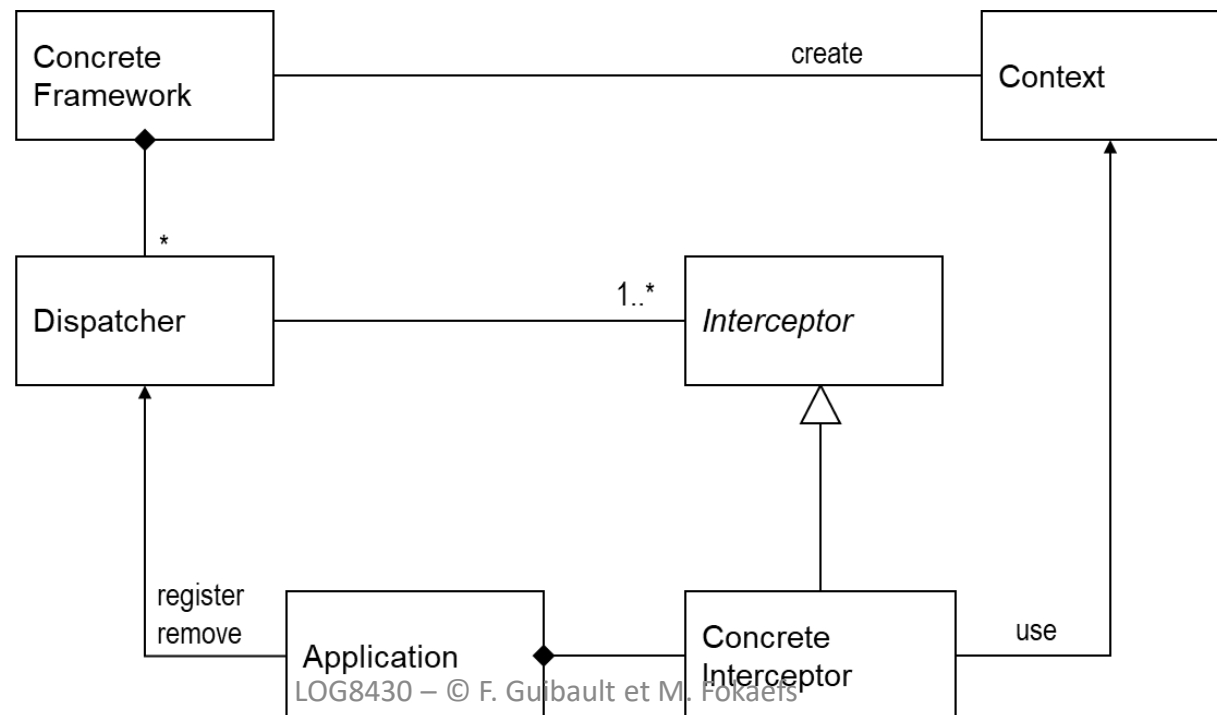 Concrete
Framework
create
Context
*
Dispatcher
1..*
Interceptor
register
remove
Application
Concrete
Interceptor
use
LOG8430 – © F. Guibault et M. Fokaefs